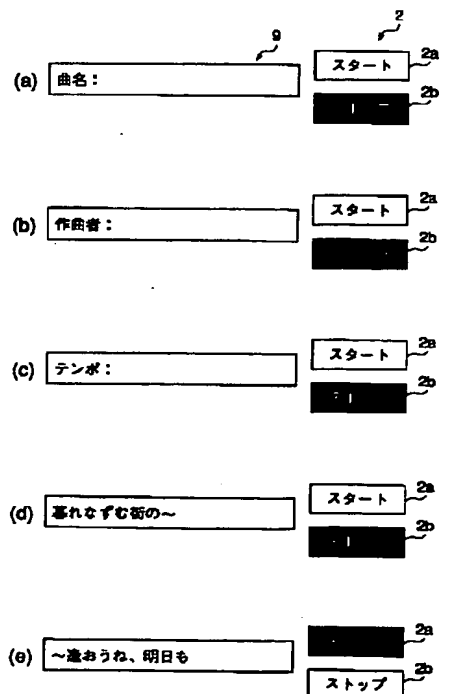 9
2
(a) 曲名：
スタート 2a
2b
(b) 作曲者：
スタート 2a
2b
(c) テンポ：
スタート 2a
2b
(d) 暮れなずむ街の～
スタート 2a
2b
2a
(e) ～逢おうね、明日も
ストップ 2b